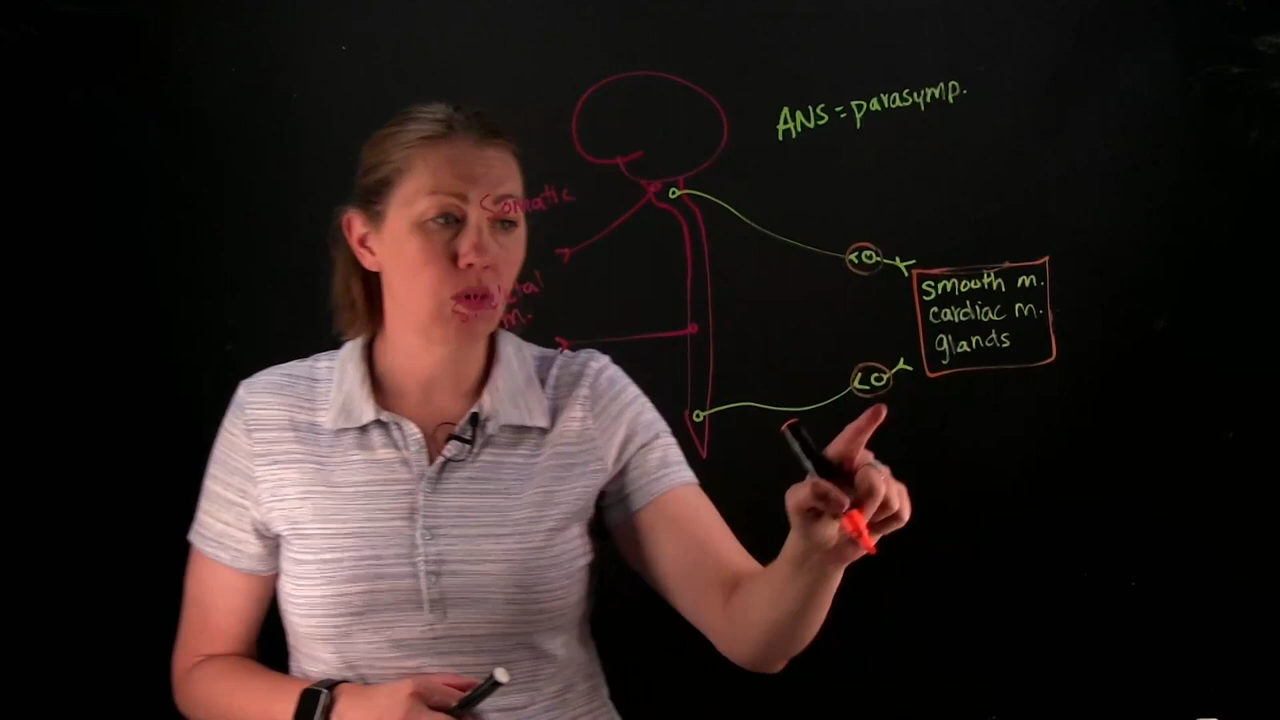 ANS = parasymp.
Somatic
m.
smooth m.
cardiac m.
glands